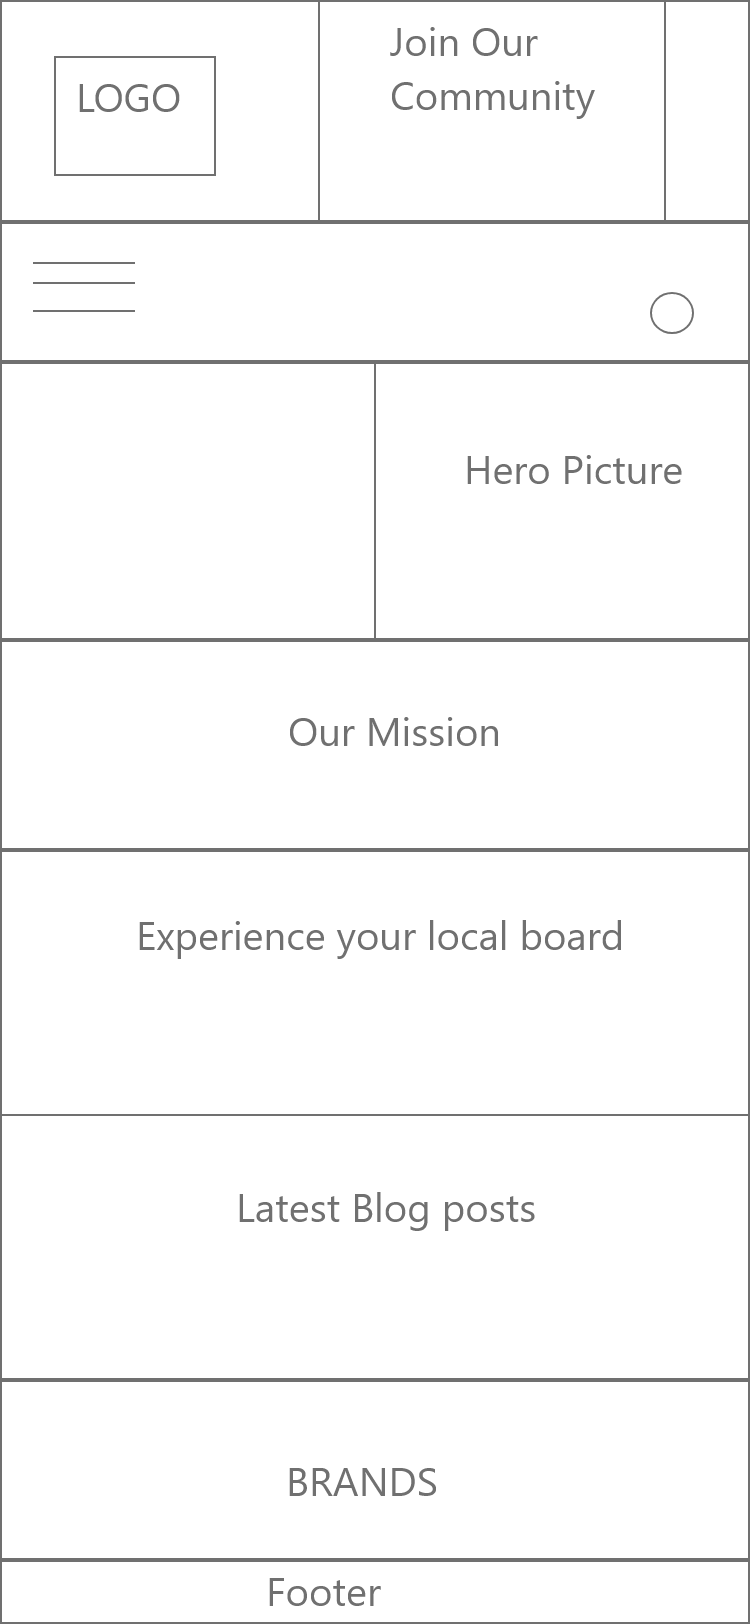 LOGO
Join Our
Community
Hero Picture
Our Mission
Experience your local board
Latest Blog posts
BRANDS
Footer